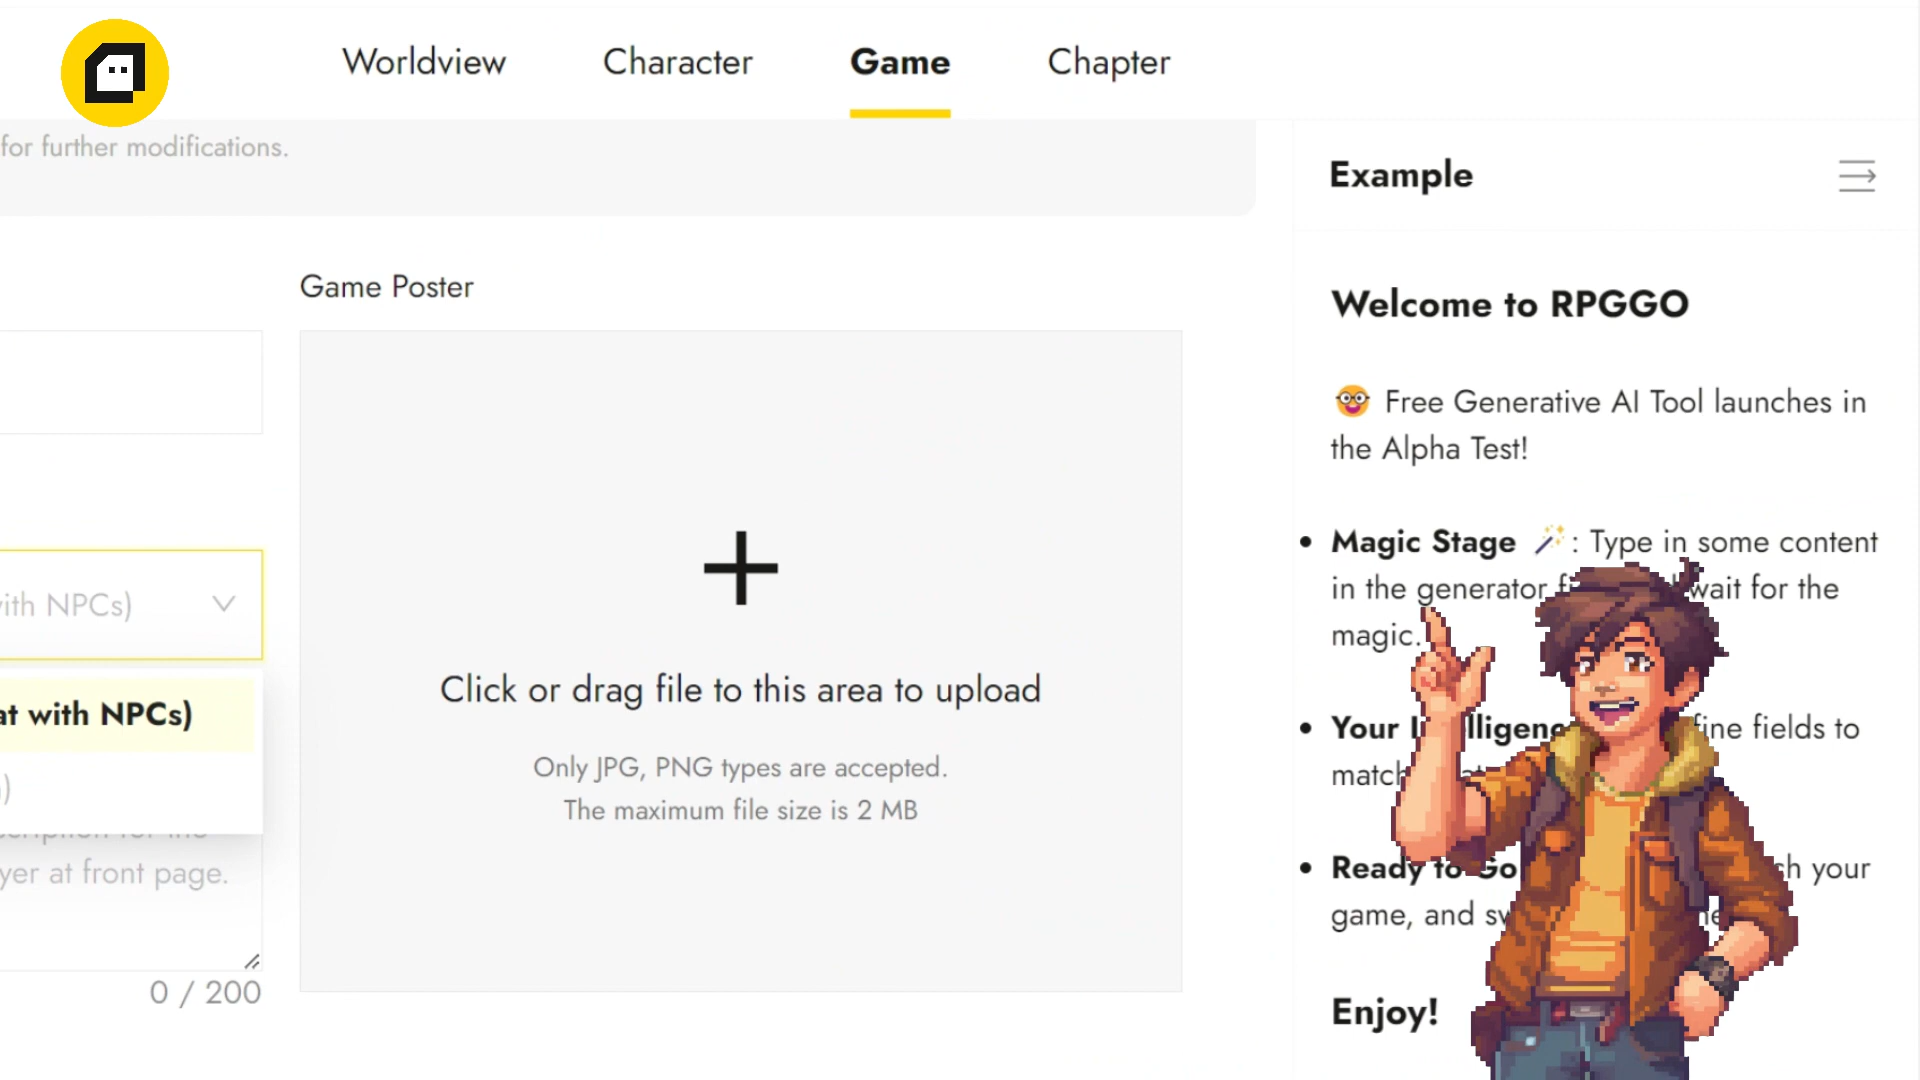 Worldview Character Game Chapter
for further modifications.
Game Poster
with NPCs)
at with NPCs)
yer at front page.
0 / 200
Click or drag file to this area to upload
Only JPG, PNG types are accepted.
The maximum file size is 2 MB
Example
Welcome to RPGGO
🤓 Free Generative AI Tool launches in
the Alpha Test!
Magic Stage 🪄: Type in some content
in the generator wait for the
magic.
Your fields to
Ready to Go your
game, and
Enjoy!